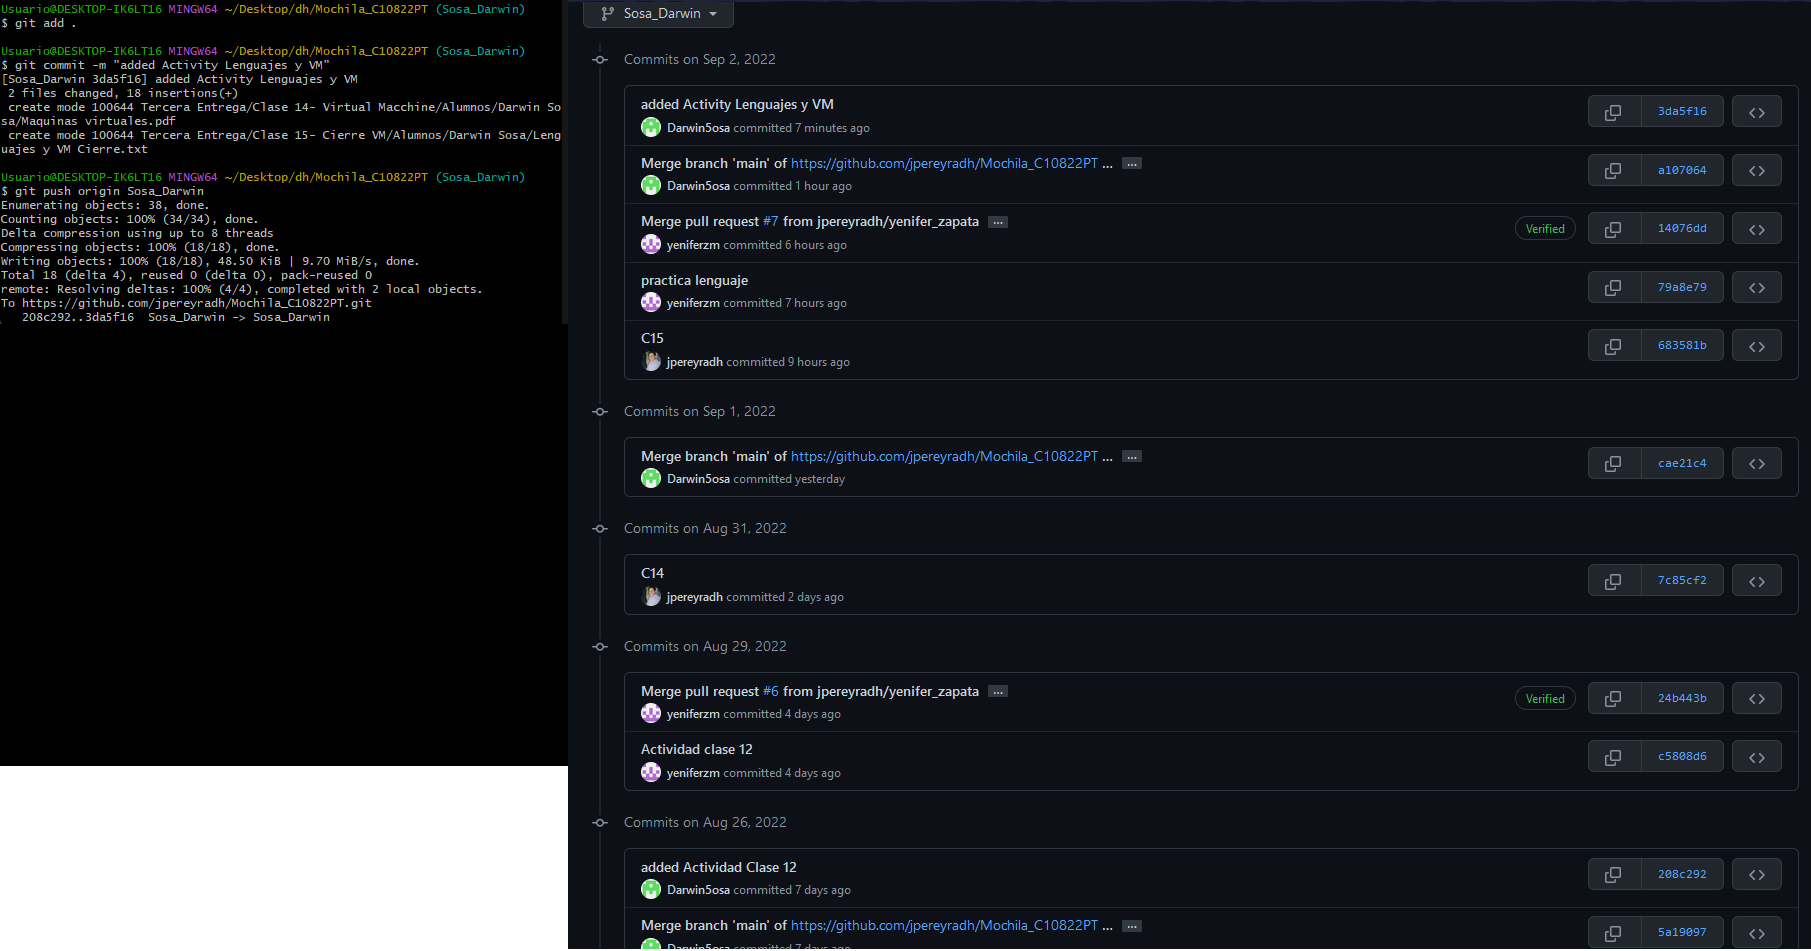 Usuario@DESKTOP-IK6LT16 MINGW64 ~/Desktop/dh/Mochila_C10822PT (Sosa_Darwin)
$ git add .
Usuario@DESKTOP-IK6LT16 MINGW64 ~/Desktop/dh/Mochila_C10822PT (Sosa_Darwin)
$ git commit -m "added Activity Lenguajes y VM"
[Sosa_Darwin 3da5f16] added Activity Lenguajes y VM
 2 files changed, 18 insertions(+)
 create mode 100644 Tercera Entrega/Clase 14- Virtual Macchine/Alumnos/Darwin So
sa/Maquinas virtuales.pdf
 create mode 100644 Tercera Entrega/Clase 15- Cierre VM/Alumnos/Darwin Sosa/Leng
uajes y VM Cierre.txt
Usuario@DESKTOP-IK6LT16 MINGW64 ~/Desktop/dh/Mochila_C10822PT (Sosa_Darwin)
$ git push origin Sosa_Darwin
Enumerating objects: 38, done.
Counting objects: 100% (34/34), done.
Delta compression using up to 8 threads
Compressing objects: 100% (18/18), done.
Writing objects: 100% (18/18), 48.50 KiB | 9.70 MiB/s, done.
Total 18 (delta 4), reused 0 (delta 0), pack-reused 0
remote: Resolving deltas: 100% (4/4), completed with 2 local objects.
To https://github.com/jpereyradh/Mochila_C10822PT.git
   208c292..3da5f16  Sosa_Darwin -> Sosa_Darwin
Sosa_Darwin
Commits on Sep 2, 2022
added Activity Lenguajes y VM
3da5f16
Darwin5osa committed 7 minutes ago
Merge branch 'main' of https://github.com/jpereyradh/Mochila_C10822PT ... …
a107064
Darwin5osa committed 1 hour ago
Merge pull request #7 from jpereyradh/yenifer_zapata …
Verified 14076dd
yeniferzm committed 6 hours ago
practica lenguaje
79a8e79
yeniferzm committed 7 hours ago
C15
683581b
jpereyradh committed 9 hours ago
Commits on Sep 1, 2022
Merge branch 'main' of https://github.com/jpereyradh/Mochila_C10822PT ... …
cae21c4
Darwin5osa committed yesterday
Commits on Aug 31, 2022
C14
7c85cf2
jpereyradh committed 2 days ago
Commits on Aug 29, 2022
Merge pull request #6 from jpereyradh/yenifer_zapata …
Verified 24b443b
yeniferzm committed 4 days ago
Actividad clase 12
c5808d6
yeniferzm committed 4 days ago
Commits on Aug 26, 2022
added Actividad Clase 12
208c292
Darwin5osa committed 7 days ago
Merge branch 'main' of https://github.com/jpereyradh/Mochila_C10822PT ... …
5a19097
Darwin5osa committed 7 days ago